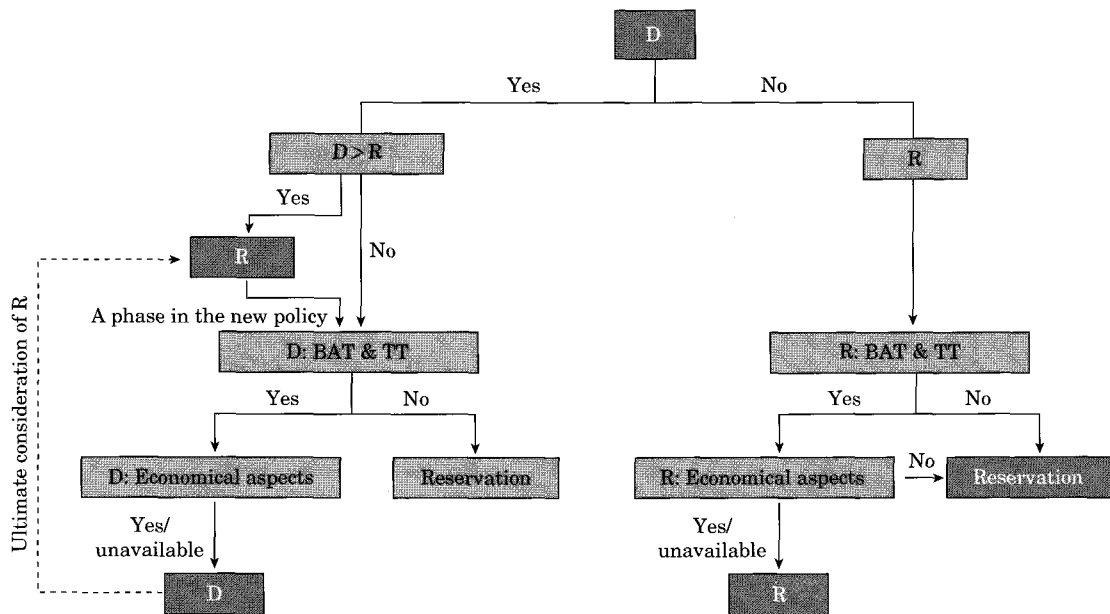 D
Yes
No
D > R
R
Yes
No
R
A phase in the new policy
D: BAT & TT
R: BAT & TT
Yes
No
Yes
No
D: Economical aspects
Reservation
R: Economical aspects
No
Reservation
Yes/
unavailable
Yes/
unavailable
D
R
Ultimate consideration of R